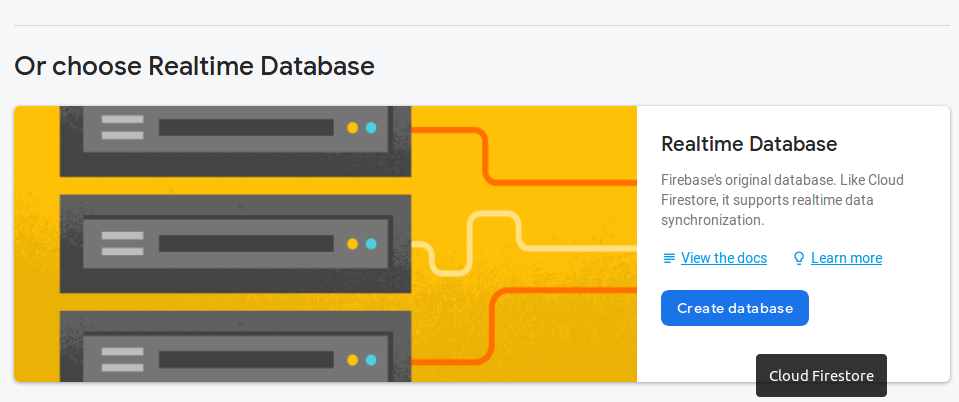 Or choose Realtime Database
Realtime Database
Firebase's original database. Like Cloud
Firestore, it supports realtime data
synchronization.
View the docs
Learn more
Create database
Cloud Firestore